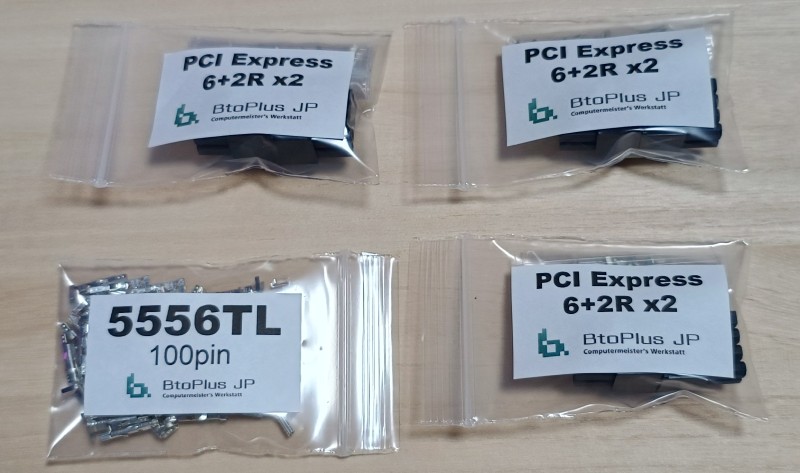 PCI Express
6+2R x2
b. BtoPlus JP
Computermeister's Werkstatt
PCI Express
6+2R x2
b. BtoPlus JP
Computermeister's Werkstatt
5556TL
100pin
b. BtoPlus JP
Computermeister's Werkstatt
PCI Express
6+2R x2
b. BtoPlus JP
Computermeister's Werkstatt